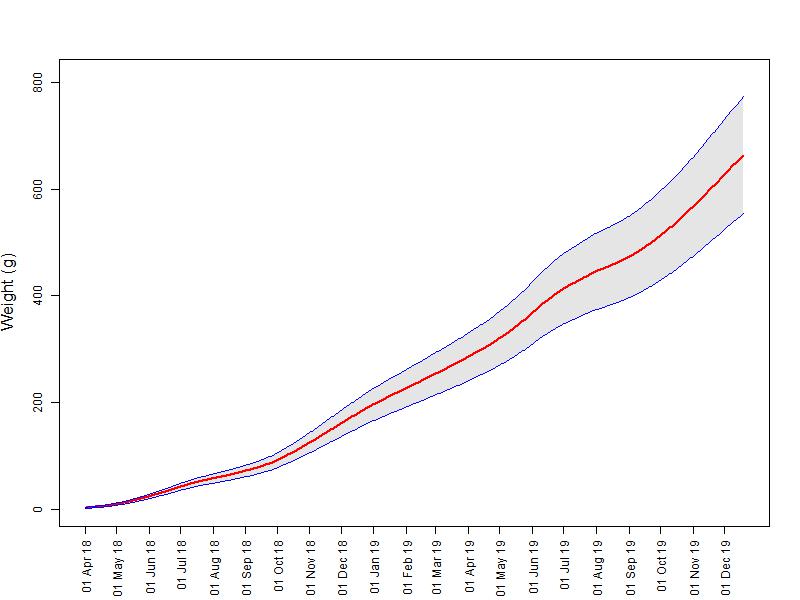 Weight (g)
800
600
400
200
0
01 Apr 18
01 May 18
01 Jun 18
01 Jul 18
01 Aug 18
01 Sep 18
01 Oct 18
01 Nov 18
01 Dec 18
01 Jan 19
01 Feb 19
01 Mar 19
01 Apr 19
01 May 19
01 Jun 19
01 Jul 19
01 Aug 19
01 Sep 19
01 Oct 19
01 Nov 19
01 Dec 19